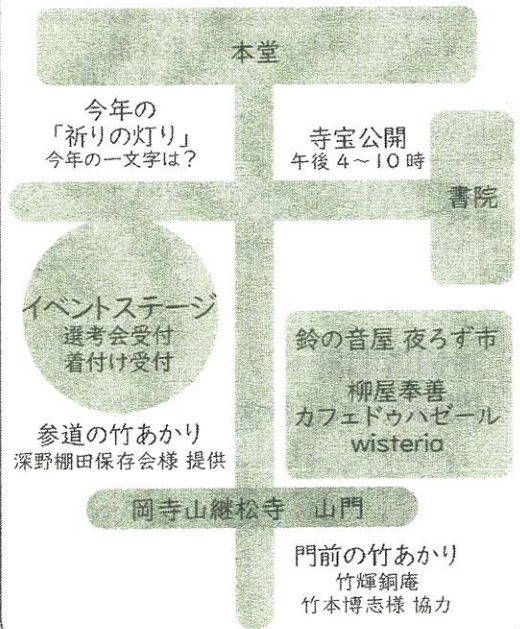 本堂
今年の
「祈りの灯り」
今年の一文字は？
寺宝公開
午後4～10時
書院
イベントステージ
選考会受付
着付け受付
鈴の音屋 夜ろず市
柳屋奉善
カフェドゥハゼール
wisteria
参道の竹あかり
深野棚田保存会様 提供
岡寺山継松寺 山門
門前の竹あかり
竹輝銅庵
竹本博志様 協力